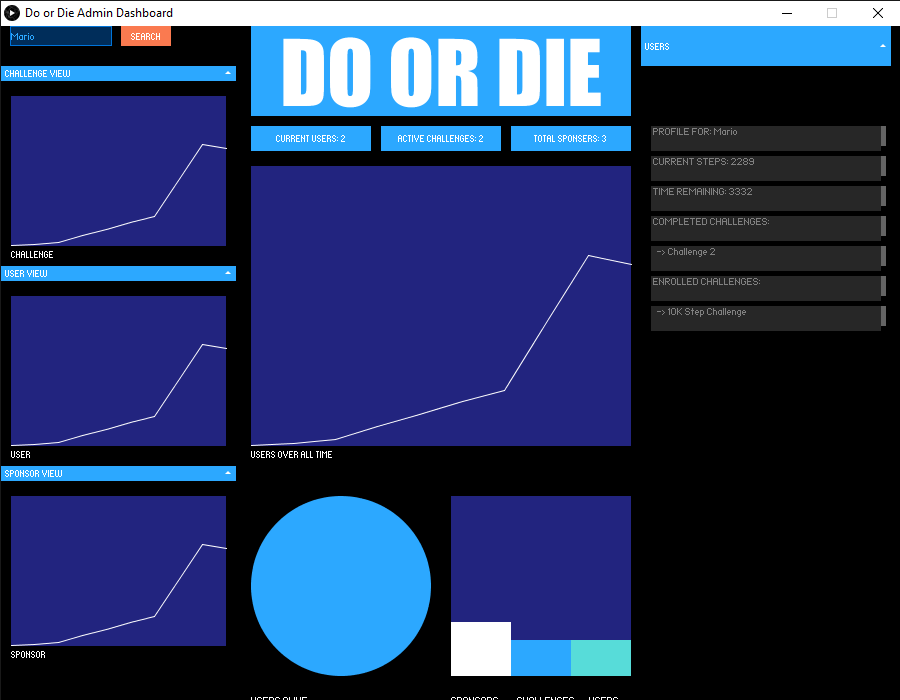 Do or Die Admin Dashboard
Mario
SEARCH
CHALLENGE VIEW
CHALLENGE
USER VIEW
USER
SPONSOR VIEW
SPONSOR
DO OR DIE
CURRENT USERS: 2
ACTIVE CHALLENGES: 2
TOTAL SPONSERS: 3
USERS OVER ALL TIME
USERS ALIVE
SPONSORS
CHALLENGES
USERS
USERS
PROFILE FOR: Mario
CURRENT STEPS: 2289
TIME REMAINING: 3332
COMPLETED CHALLENGES:
-> Challenge 2
ENROLLED CHALLENGES:
-> 10K Step Challenge